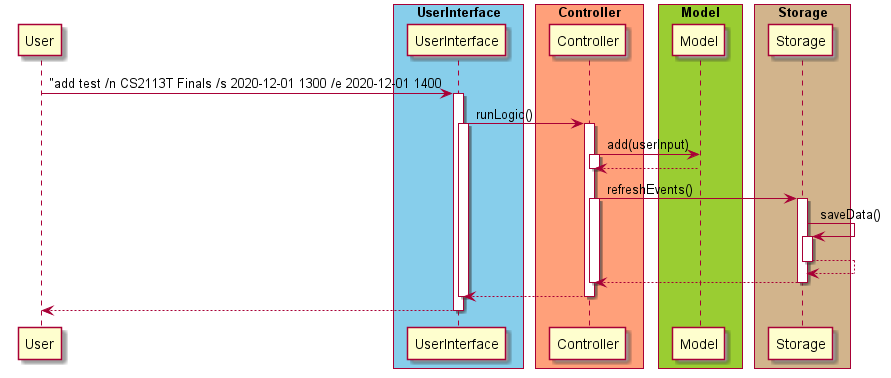 UserInterface Controller Model Storage
User UserInterface Controller Model Storage
"add test /n CS2113T Finals /s 2020-12-01 1300 /e 2020-12-01 1400
runLogic()
add(userInput)
refreshEvents()
saveData()
User UserInterface Controller Model Storage